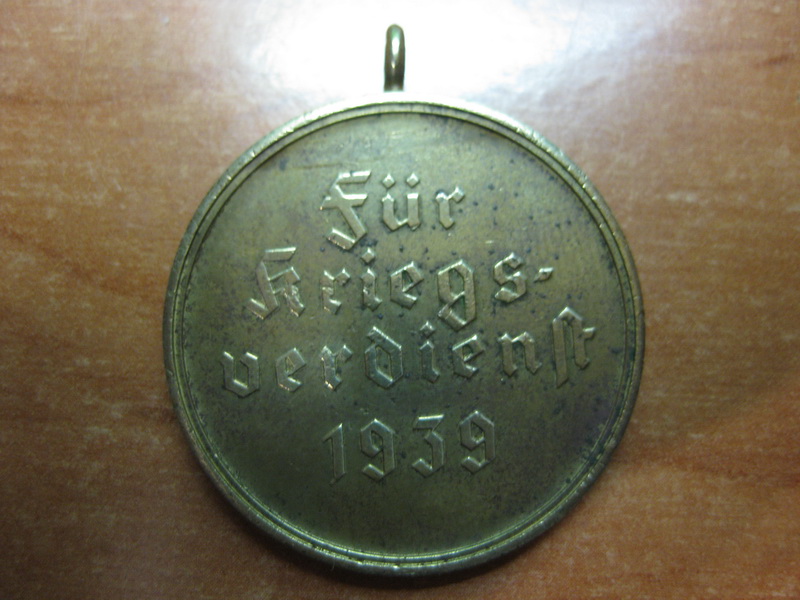 Für
Kriegs-
verdienst
1939